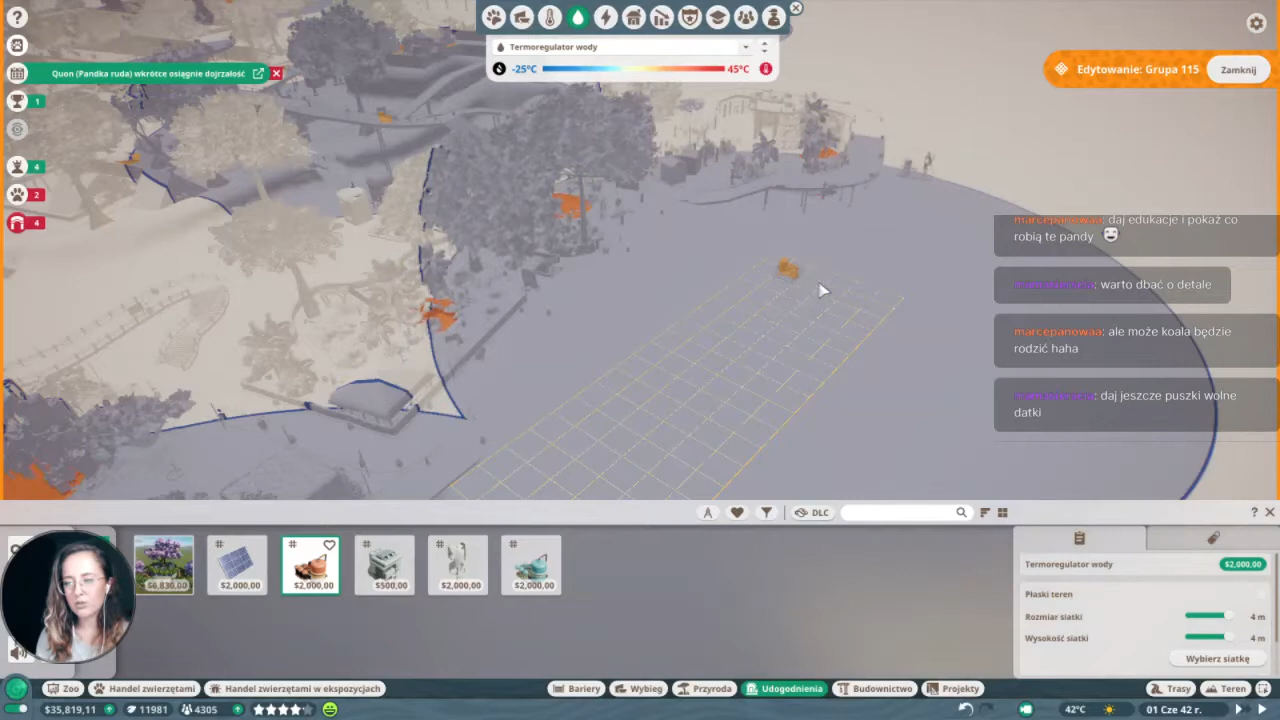 ?
Termoregulator wody
-25°C
45°C
Quon (Pandka ruda) wkrótce osiągnie dojrzałość
Edytowanie: Grupa 115
Zamknij
1
4
2
4
marcepanowaa: daj edukacje i pokaż co
robią te pandy
warto dbać o detale
marcepanowaa: ale może koala będzie
rodzić haha
daj jeszcze puszki wolne
datki
DLC
?
$6,830,00
$2,000,00
$2,000,00
$500,00
$2,000,00
$2,000,00
Termoregulator wody
$2,000,00
Płaski teren
Rozmiar siatki
4 m
Wysokość siatki
4 m
Wybierz siatkę
Zoo
Handel zwierzętami
Handel zwierzętami w ekspozycjach
Bariery
Wybieg
Przyroda
Udogodnienia
Budownictwo
Projekty
Trasy
Teren
$35,819,11
11981
4305
42°C
01 Cze 42 r.